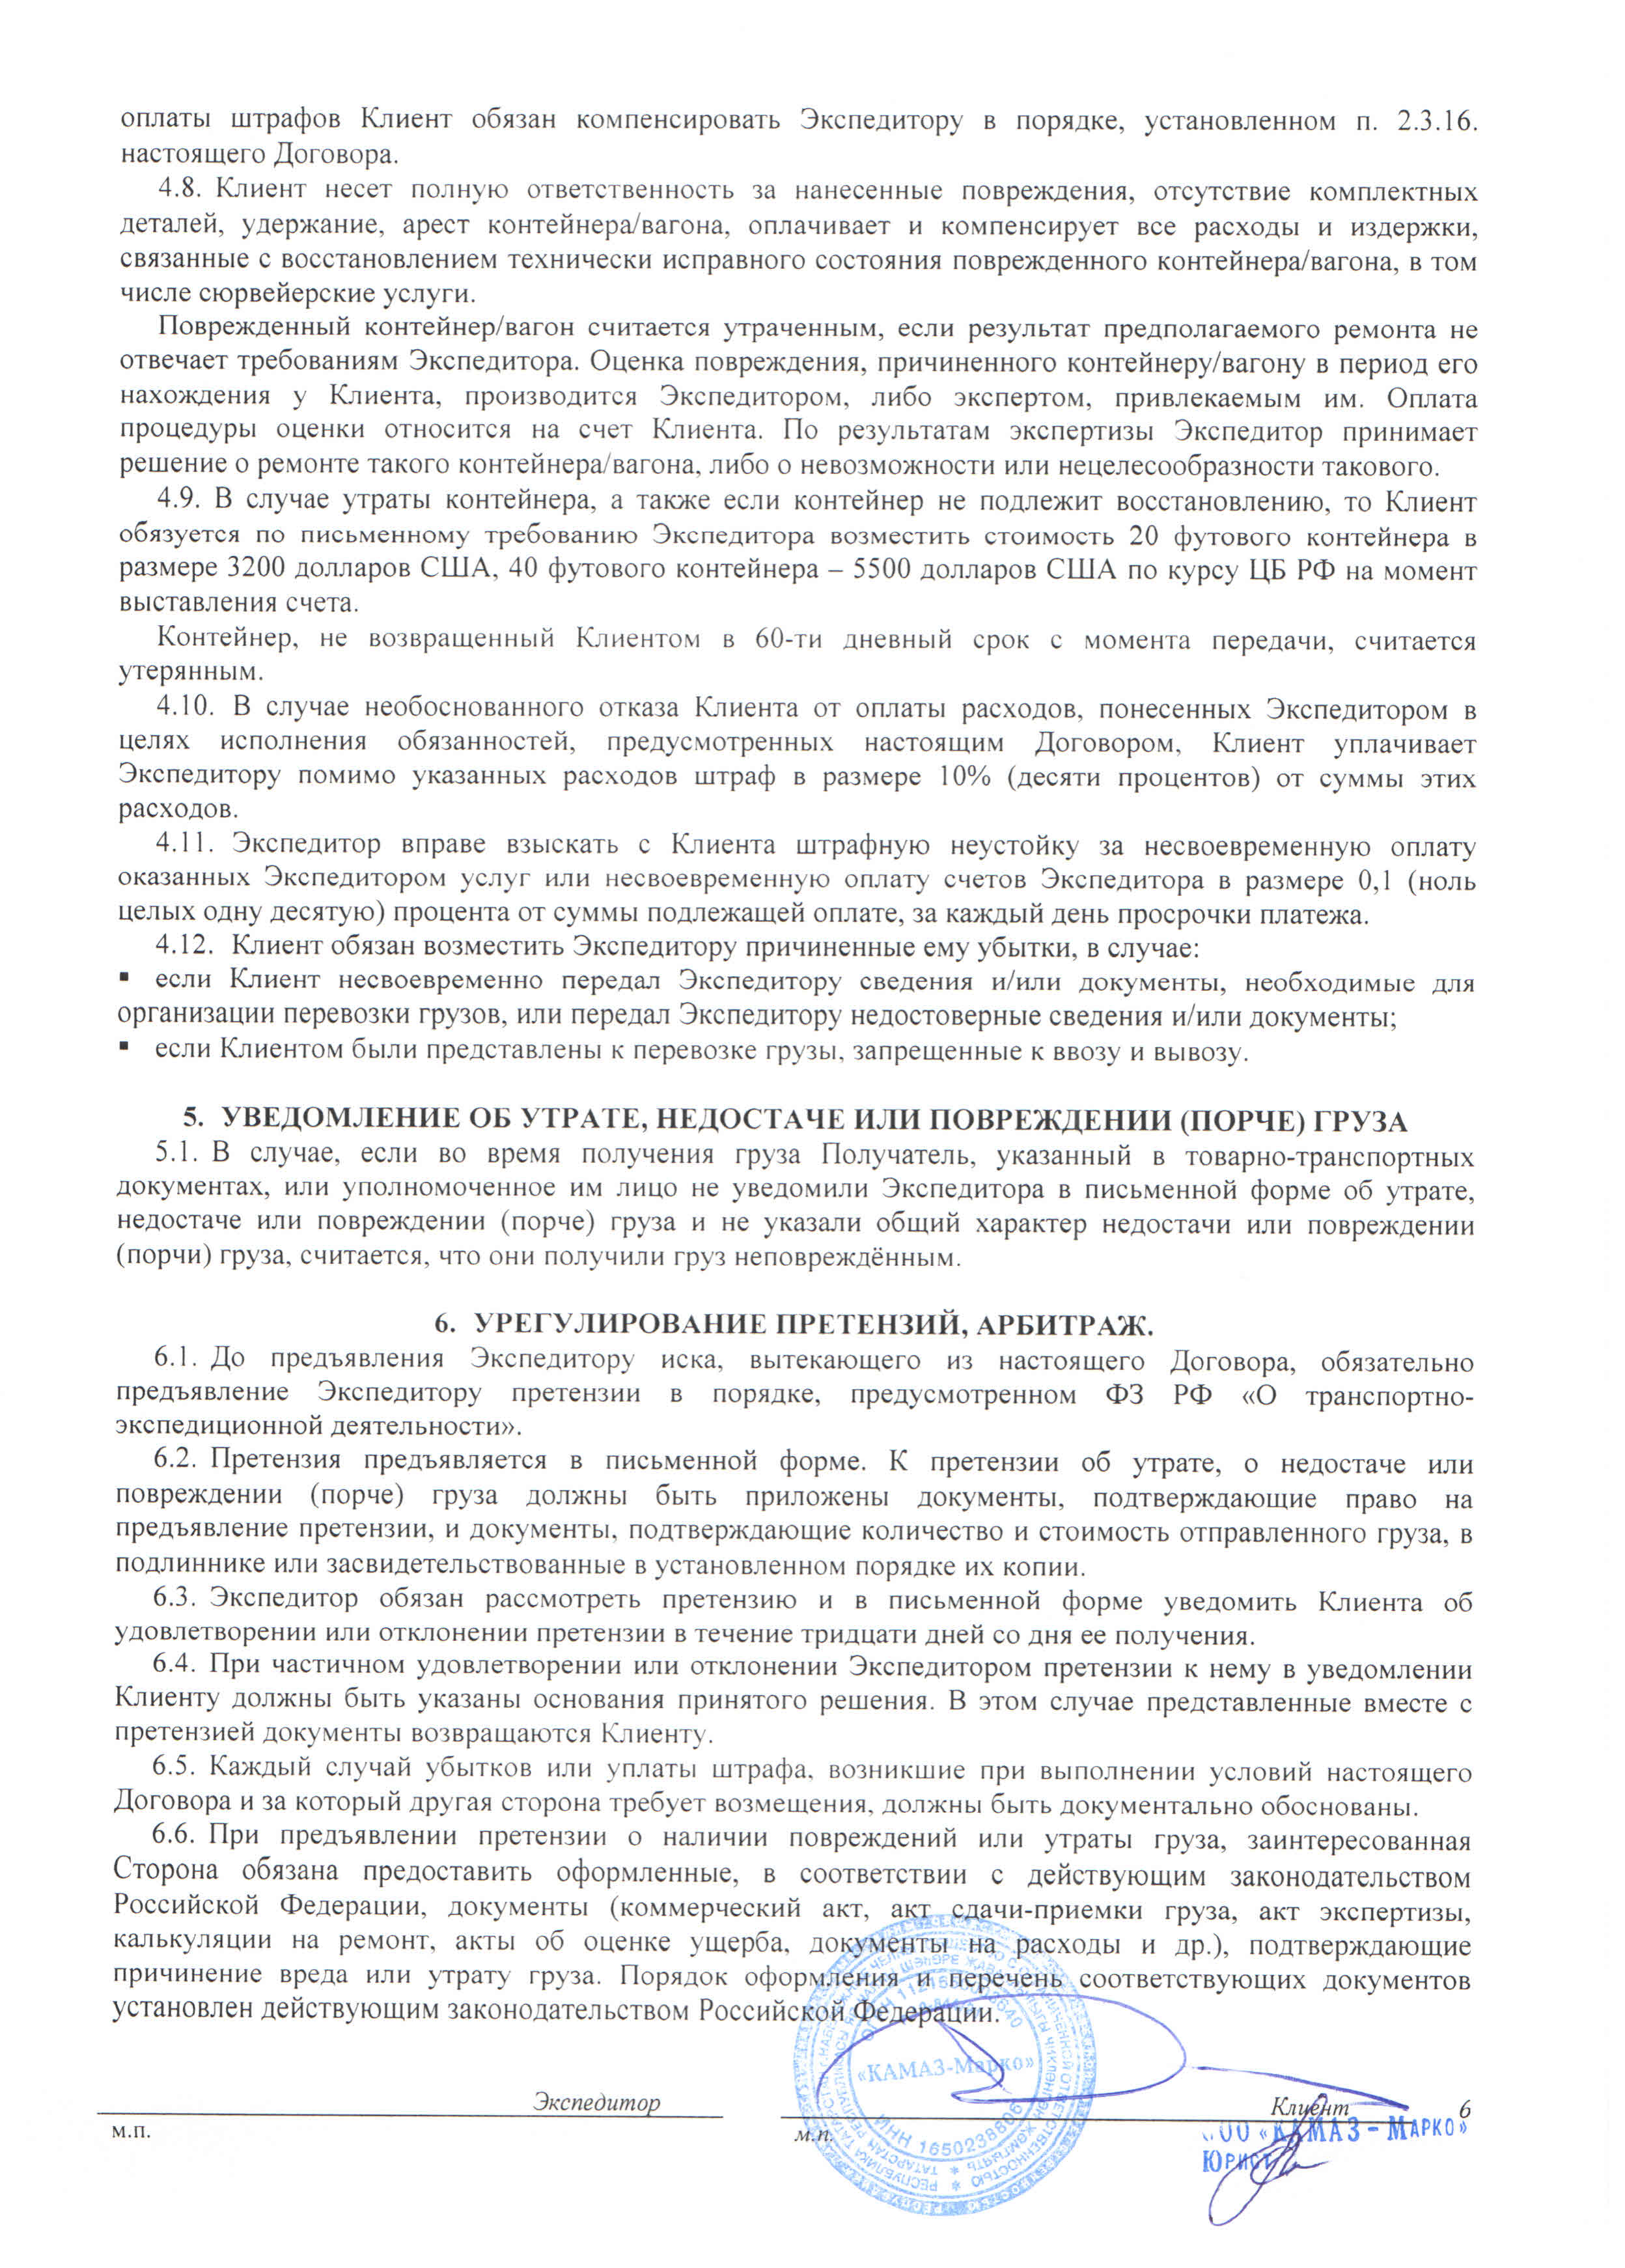 оплаты штрафов Клиент обязан компенсировать Экспедитору в порядке, установленном п. 2.3.16.
настоящего Договора.
4.8. Клиент несет полную ответственность за нанесенные повреждения, отсутствие комплектных
деталей, удержание, арест контейнера/вагона, оплачивает и компенсирует все расходы и издержки,
связанные с восстановлением технически исправного состояния поврежденного контейнера/вагона, в том
числе сюрвейерские услуги.
Поврежденный контейнер/вагон считается утраченным, если результат предполагаемого ремонта не
отвечает требованиям Экспедитора. Оценка повреждения, причиненного контейнеру/вагону в период его
нахождения у Клиента, производится Экспедитором, либо экспертом, привлекаемым им. Оплата
процедуры оценки относится на счет Клиента. По результатам экспертизы Экспедитор принимает
решение о ремонте такого контейнера/вагона, либо о невозможности или нецелесообразности такового.
4.9. В случае утраты контейнера, а также если контейнер не подлежит восстановлению, то Клиент
обязуется по письменному требованию Экспедитора возместить стоимость 20 футового контейнера в
размере 3200 долларов США, 40 футового контейнера – 5500 долларов США по курсу ЦБ РФ на момент
выставления счета.
Контейнер, не возвращенный Клиентом в 60-ти дневный срок с момента передачи, считается
утерянным.
4.10. В случае необоснованного отказа Клиента от оплаты расходов, понесенных Экспедитором в
целях исполнения обязанностей, предусмотренных настоящим Договором, Клиент уплачивает
Экспедитору помимо указанных расходов штраф в размере 10% (десяти процентов) от суммы этих
расходов.
4.11. Экспедитор вправе взыскать с Клиента штрафную неустойку за несвоевременную оплату
оказанных Экспедитором услуг или несвоевременную оплату счетов Экспедитора в размере 0,1 (ноль
целых одну десятую) процента от суммы подлежащей оплате, за каждый день просрочки платежа.
4.12. Клиент обязан возместить Экспедитору причиненные ему убытки, в случае:
▪ если Клиент несвоевременно передал Экспедитору сведения и/или документы, необходимые для
организации перевозки грузов, или передал Экспедитору недостоверные сведения и/или документы;
▪ если Клиентом были представлены к перевозке грузы, запрещенные к ввозу и вывозу.
5. УВЕДОМЛЕНИЕ ОБ УТРАТЕ, НЕДОСТАЧЕ ИЛИ ПОВРЕЖДЕНИИ (ПОРЧЕ) ГРУЗА
5.1. В случае, если во время получения груза Получатель, указанный в товарно-транспортных
документах, или уполномоченное им лицо не уведомили Экспедитора в письменной форме об утрате,
недостаче или повреждении (порче) груза и не указали общий характер недостачи или повреждении
(порчи) груза, считается, что они получили груз неповреждённым.
6. УРЕГУЛИРОВАНИЕ ПРЕТЕНЗИЙ, АРБИТРАЖ.
6.1. До предъявления Экспедитору иска, вытекающего из настоящего Договора, обязательно
предъявление Экспедитору претензии в порядке, предусмотренном ФЗ РФ «О транспортно-
экспедиционной деятельности».
6.2. Претензия предъявляется в письменной форме. К претензии об утрате, о недостаче или
повреждении (порче) груза должны быть приложены документы, подтверждающие право на
предъявление претензии, и документы, подтверждающие количество и стоимость отправленного груза, в
подлиннике или засвидетельствованные в установленном порядке их копии.
6.3. Экспедитор обязан рассмотреть претензию и в письменной форме уведомить Клиента об
удовлетворении или отклонении претензии в течение тридцати дней со дня ее получения.
6.4. При частичном удовлетворении или отклонении Экспедитором претензии к нему в уведомлении
Клиенту должны быть указаны основания принятого решения. В этом случае представленные вместе с
претензией документы возвращаются Клиенту.
6.5. Каждый случай убытков или уплаты штрафа, возникшие при выполнении условий настоящего
Договора и за который другая сторона требует возмещения, должны быть документально обоснованы.
6.6. При предъявлении претензии о наличии повреждений или утраты груза, заинтересованная
Сторона обязана предоставить оформленные, в соответствии с действующим законодательством
Российской Федерации, документы (коммерческий акт, акт сдачи-приемки груза, акт экспертизы,
калькуляции на ремонт, акты об оценке ущерба, документы на расходы и др.), подтверждающие
причинение вреда или утрату груза. Порядок оформления и перечень соответствующих документов
установлен действующим законодательством Российской Федерации.
«КАМАЗ-Марко»
ИНН 1650238606
Экспедитор
Клиент
6
м.п.
м.п.
ООО «КАМАЗ-МАРКО»
ЮРИСТ